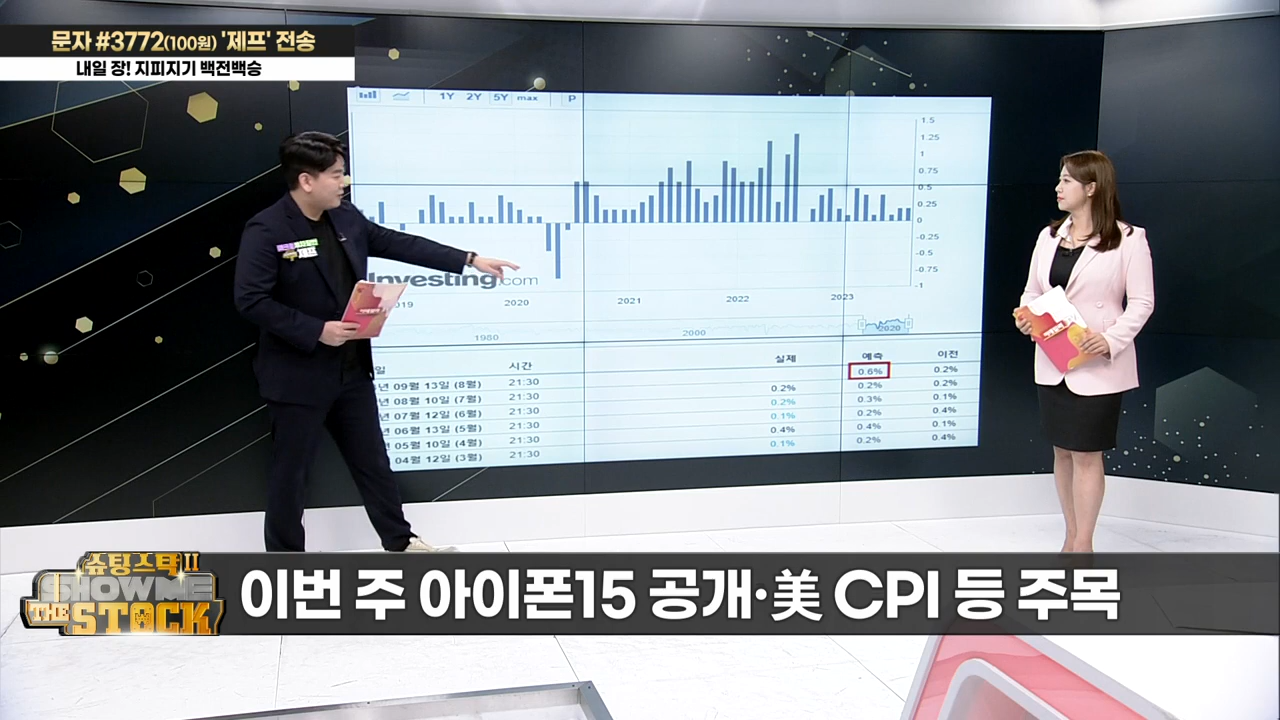 문자 #3772(100원) '제프' 전송
내일 장! 지피지기 백전백승
1Y 2Y 5Y max P
1.5
1.25
1
0.75
0.5
0.25
0
-0.25
-0.5
-0.75
-1
Investing.com
019 2020 2021 2022 2023
1980 2000 2020
일 시간 실제 예측 이전
년 09월 13일 (8월) 21:30 0.6% 0.2%
년 08월 10일 (7월) 21:30 0.2% 0.2% 0.2%
년 07월 12일 (6월) 21:30 0.2% 0.3% 0.1%
년 06월 13일 (5월) 21:30 0.1% 0.2% 0.4%
년 05월 10일 (4월) 21:30 0.4% 0.4% 0.1%
04월 12일 (3월) 21:30 0.1% 0.2% 0.4%
제프
슈팅스탁 II
SHOW ME
THE STOCK
이번 주 아이폰15 공개·美 CPI 등 주목